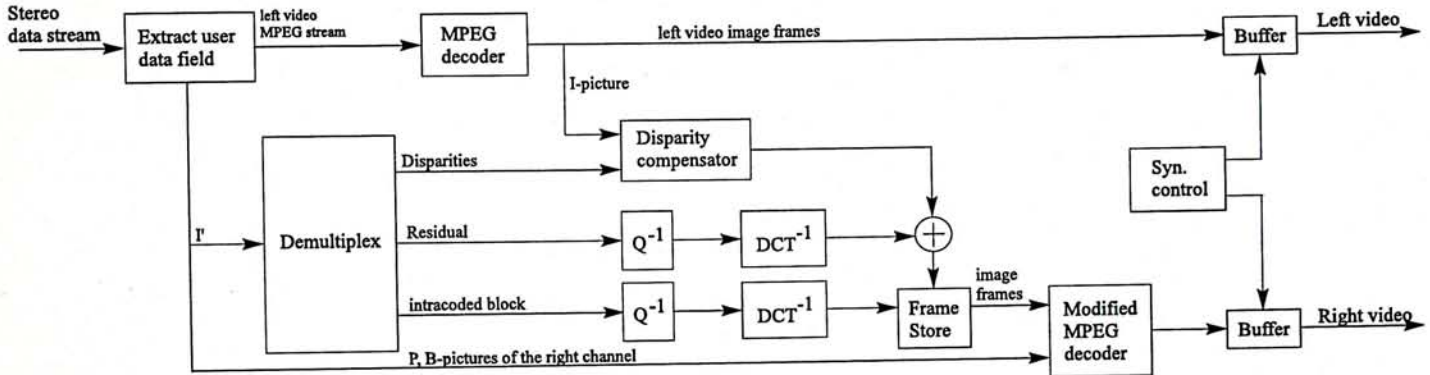 Stereo
data stream
Extract user
data field
left video
MPEG stream
MPEG
decoder
left video image frames
Buffer
Left video
I-picture
Disparity
compensator
Disparities
Syn.
control
I'
Demultiplex
Residual
Q⁻¹
DCT⁻¹
+
intracoded block
Q⁻¹
DCT⁻¹
Frame
Store
image
frames
Modified
MPEG
decoder
Buffer
Right video
P, B-pictures of the right channel